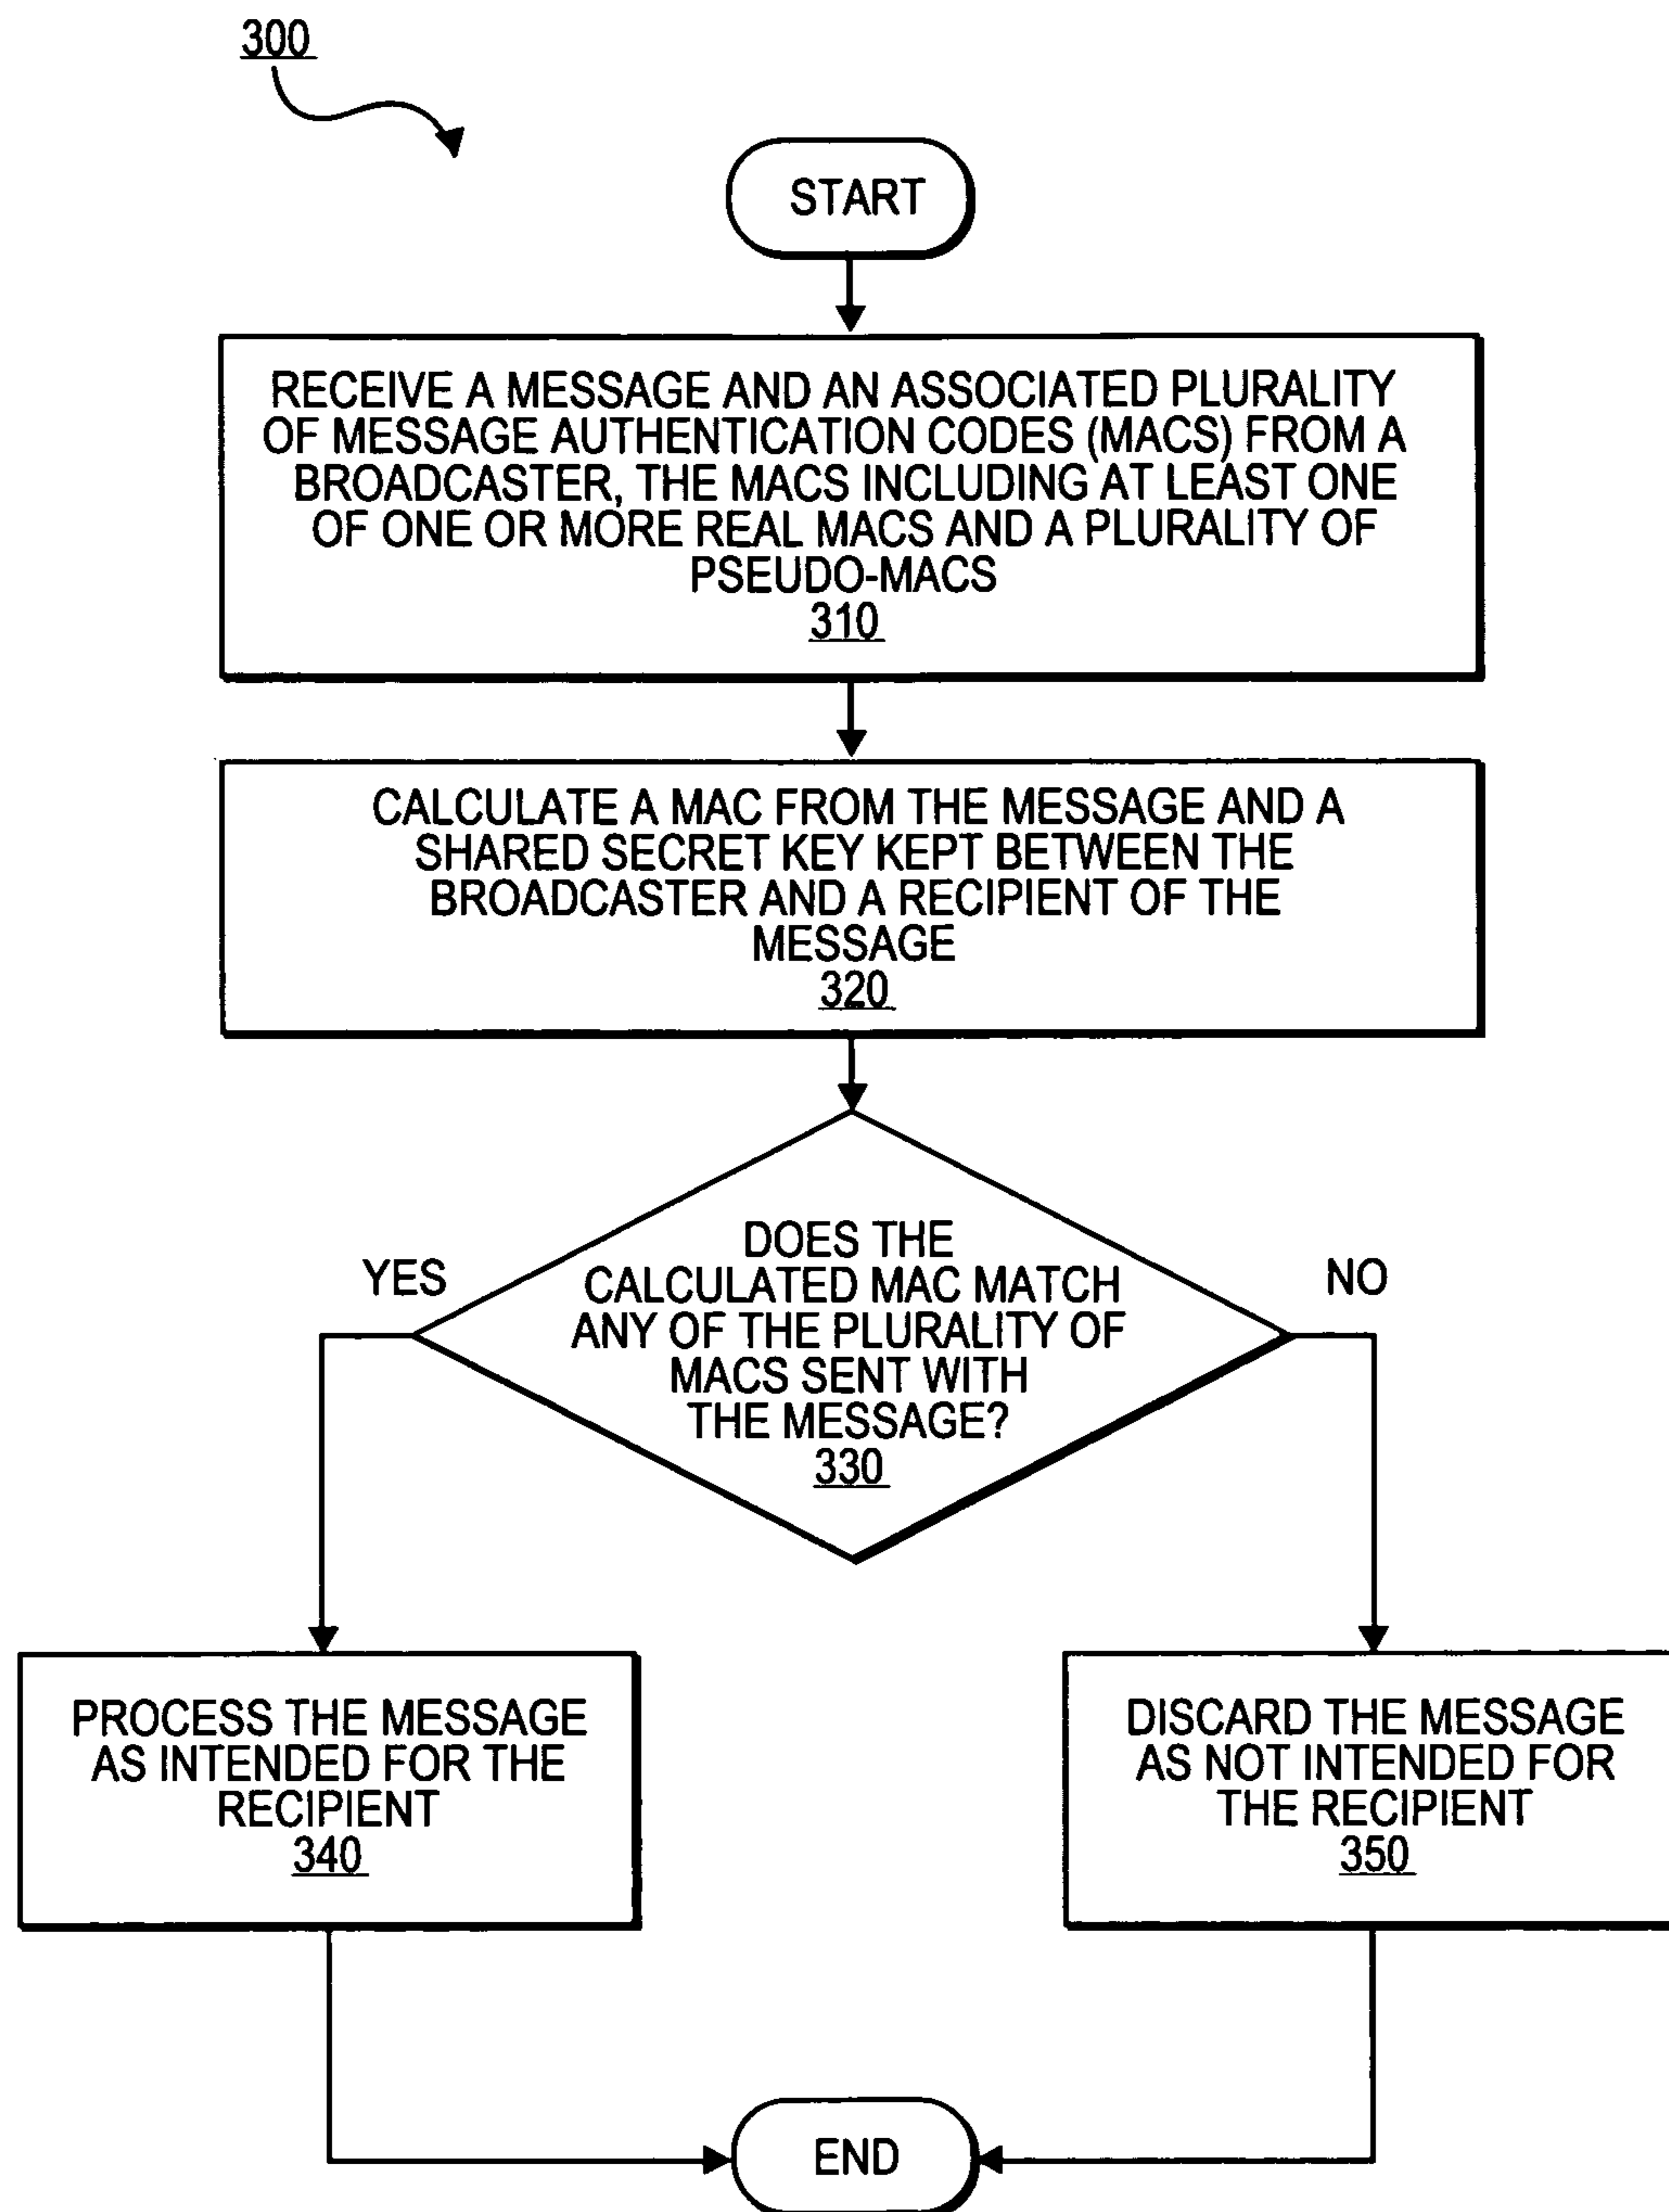 300
START
RECEIVE A MESSAGE AND AN ASSOCIATED PLURALITY
OF MESSAGE AUTHENTICATION CODES (MACS) FROM A
BROADCASTER, THE MACS INCLUDING AT LEAST ONE
OF ONE OR MORE REAL MACS AND A PLURALITY OF
PSEUDO-MACS
310
CALCULATE A MAC FROM THE MESSAGE AND A
SHARED SECRET KEY KEPT BETWEEN THE
BROADCASTER AND A RECIPIENT OF THE
MESSAGE
320
DOES THE
CALCULATED MAC MATCH
ANY OF THE PLURALITY OF
MACS SENT WITH
THE MESSAGE?
330
YES
NO
PROCESS THE MESSAGE
AS INTENDED FOR THE
RECIPIENT
340
DISCARD THE MESSAGE
AS NOT INTENDED FOR
THE RECIPIENT
350
END